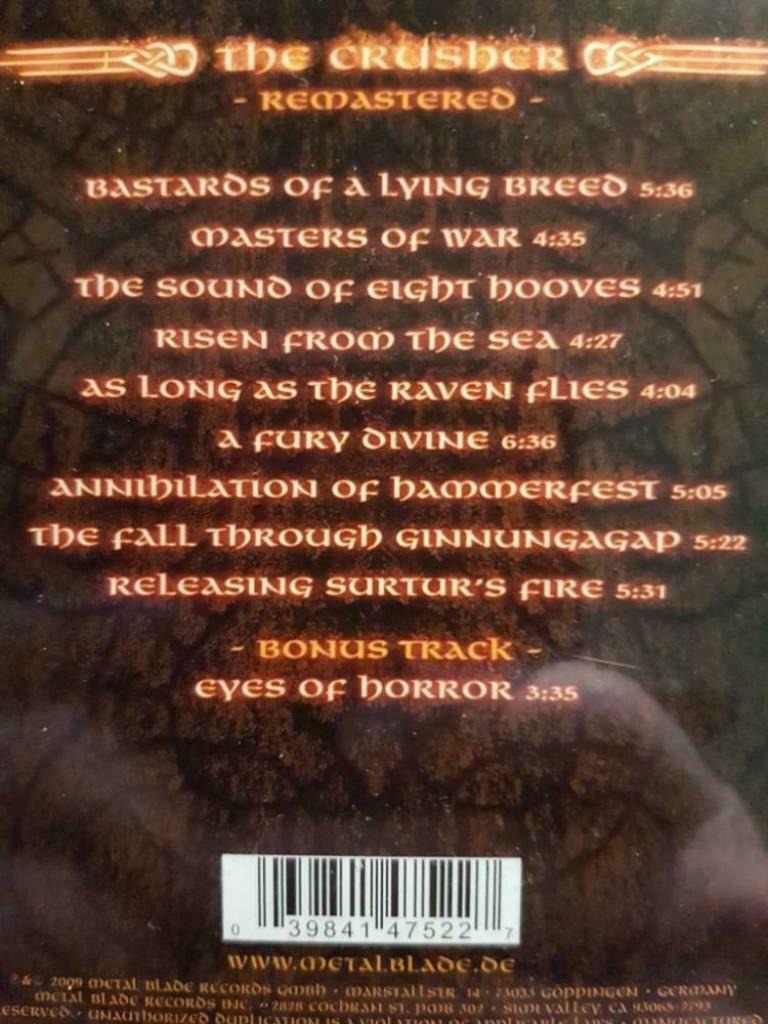 The Crusher
- Remastered -
Bastards of a Lying Breed 5:36
Masters of War 4:35
The Sound of Eight Hooves 4:51
Risen from the Sea 4:27
As Long as the Raven Flies 4:04
A Fury Divine 6:36
Annihilation of Hammerfest 5:05
The Fall Through Ginnungagap 5:22
Releasing Surtur's Fire 5:31
- Bonus Track -
Eyes of Horror 3:35
0 39841 47522 7
www.metalblade.de
℗&© 2009 Metal Blade Records GmbH · Marstallstr. 14 · 73033 Göppingen · Germany
Metal Blade Records Inc. · 2828 Cochran St. PMB 302 · Simi Valley, CA 93065-2793
Unauthorized duplication is a violation of applicable